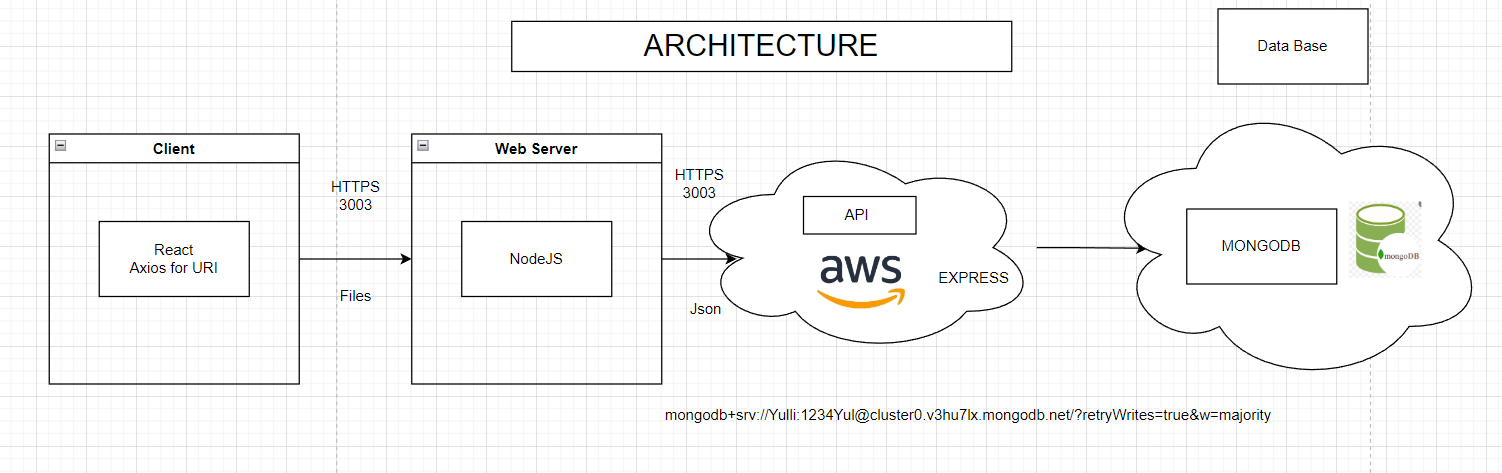 ARCHITECTURE
Data Base
Client
Web Server
HTTPS
3003
HTTPS
3003
API
React
Axios for URI
NodeJS
aws
EXPRESS
MONGODB
mongoDB
Files
Json
mongodb+srv://Yulli:1234Yul@cluster0.v3hu7lx.mongodb.net/?retryWrites=true&w=majority